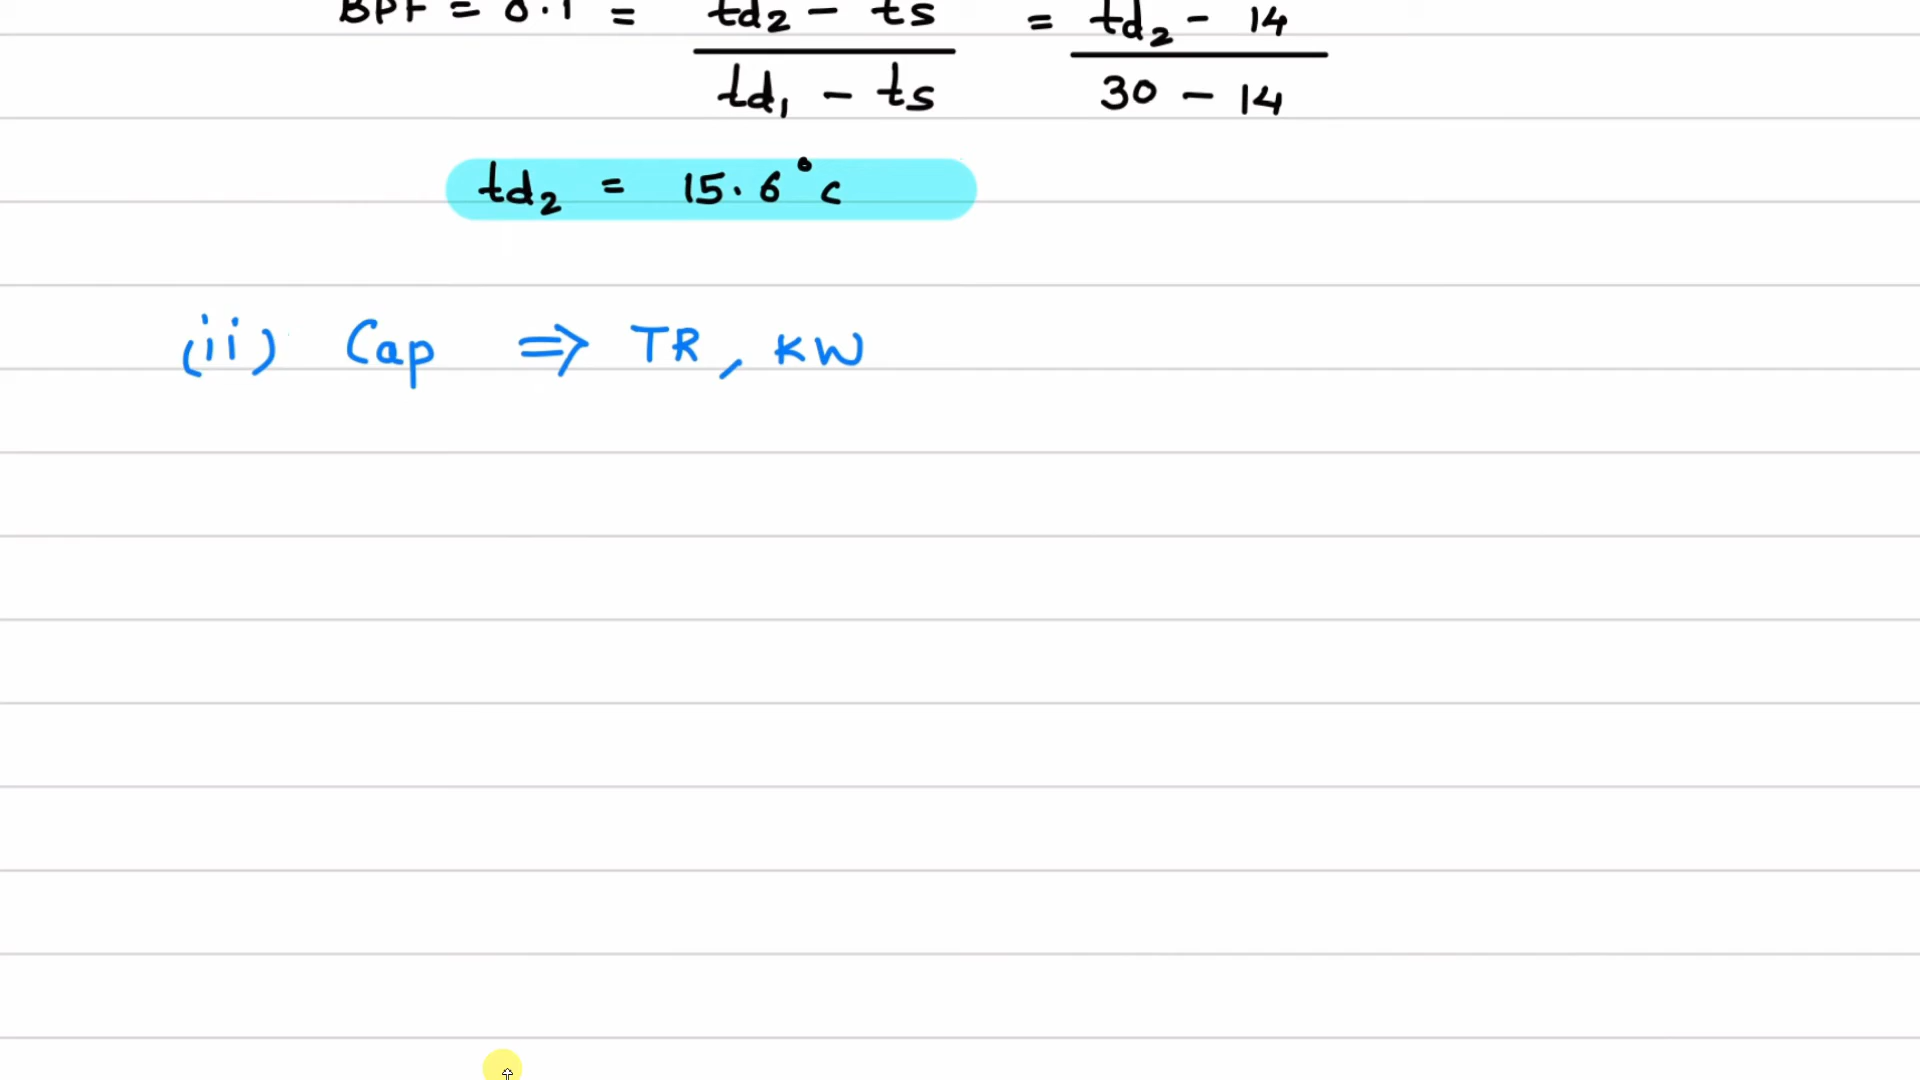 BPF = 0.1 = td₂ - ts / td₁ - ts = td₂ - 14 / 30 - 14
td₂ = 15.6°c
(ii) Cap ⇒ TR, KW